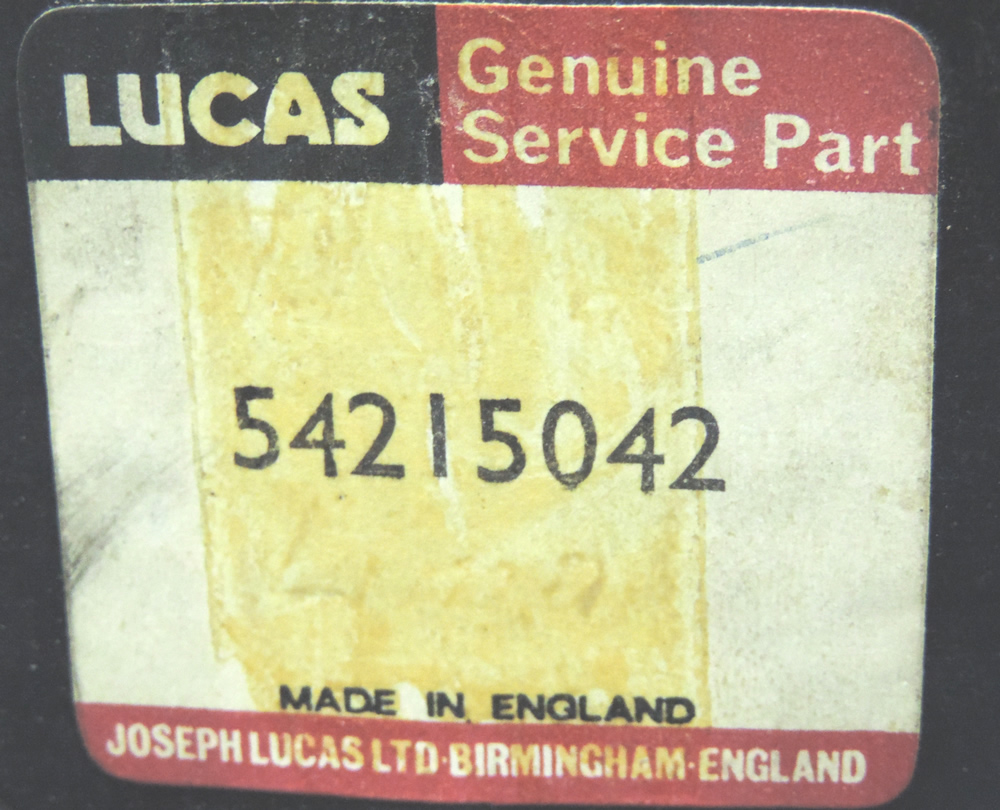 LUCAS
Genuine
Service Part
54215042
MADE IN ENGLAND
JOSEPH LUCAS LTD·BIRMINGHAM·ENGLAND